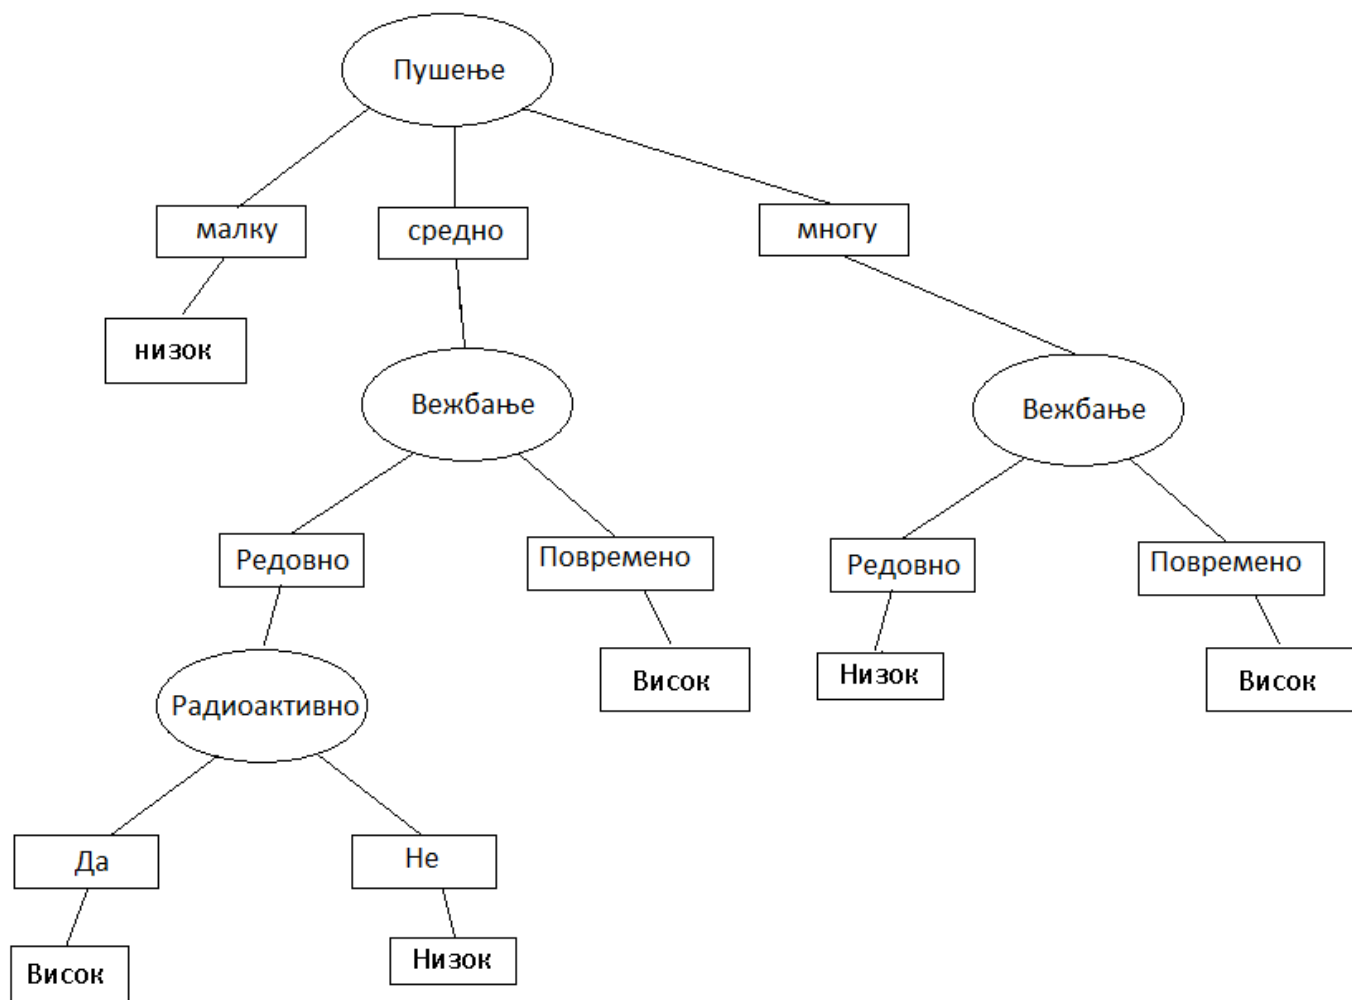 Пушење
малку
средно
многу
низок
Вежбање
Вежбање
Редовно
Повремено
Редовно
Повремено
Висок
Низок
Висок
Радиоактивно
Да
Не
Висок
Низок